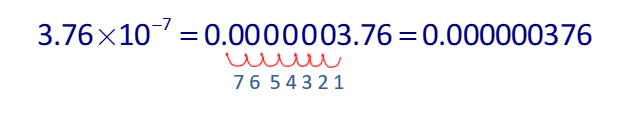 3.76×10⁻⁷ = 0.0000003.76 = 0.000000376
7 6 5 4 3 2 1